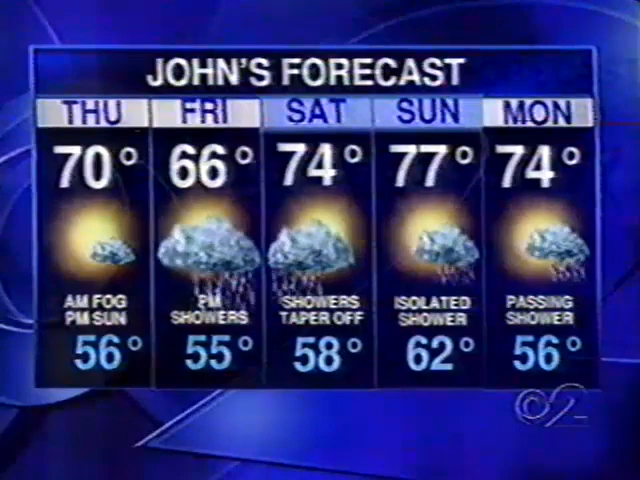 JOHN'S FORECAST
THU FRI SAT SUN MON
70° 66° 74° 77° 74°
AM FOG
PM SUN
PM
SHOWERS
SHOWERS
TAPER OFF
ISOLATED
SHOWER
PASSING
SHOWER
56° 55° 58° 62° 56°
2